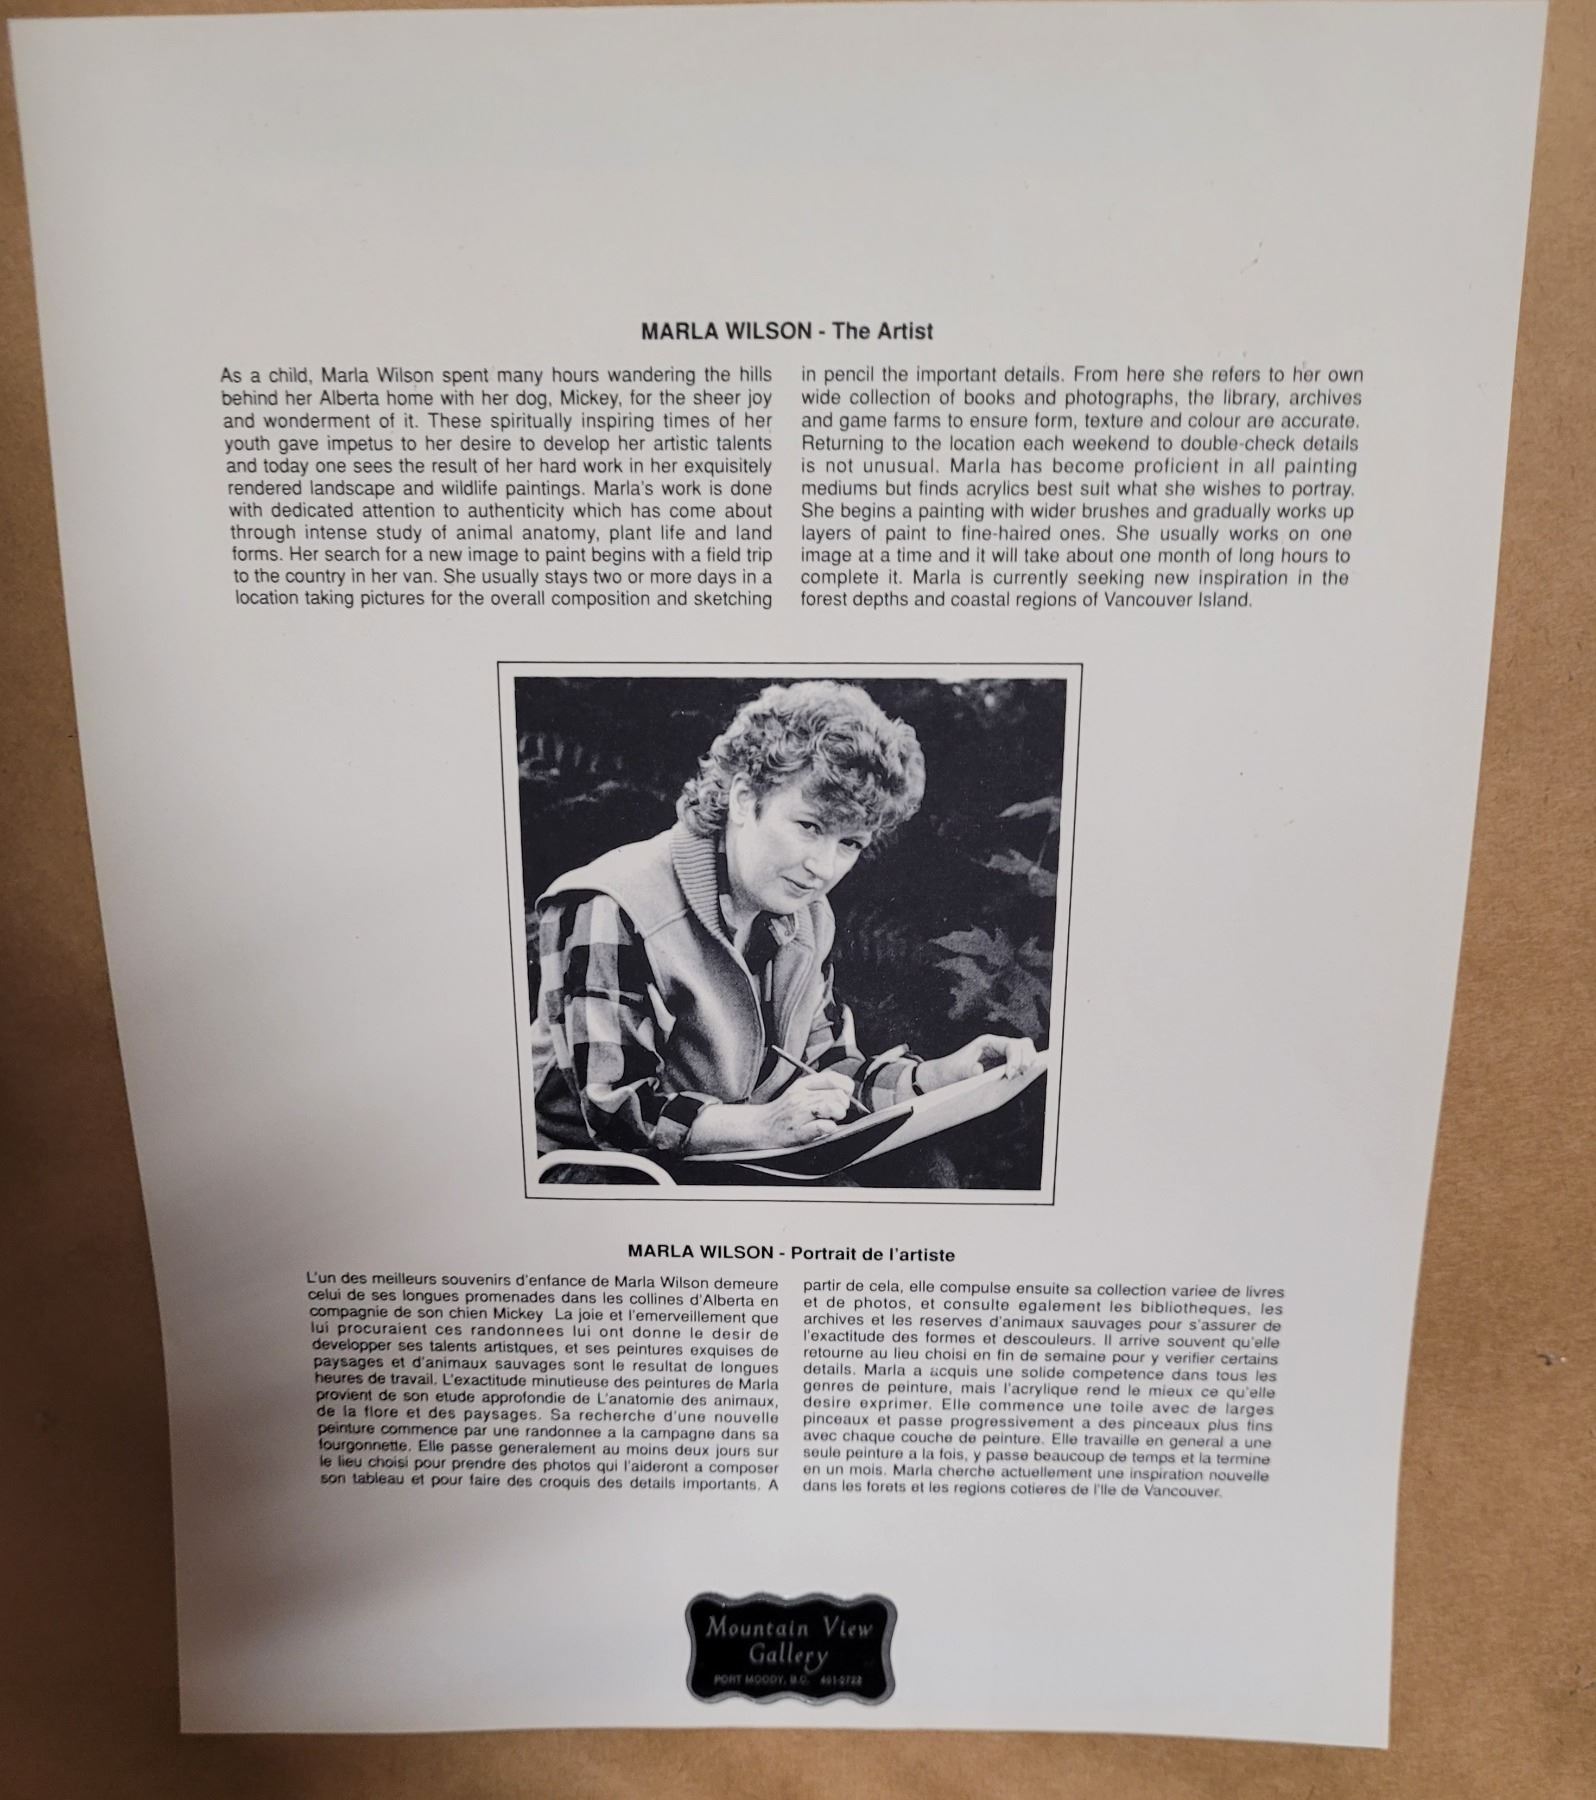 MARLA WILSON - The Artist
As a child, Marla Wilson spent many hours wandering the hills
behind her Alberta home with her dog, Mickey, for the sheer joy
and wonderment of it. These spiritually inspiring times of her
youth gave impetus to her desire to develop her artistic talents
and today one sees the result of her hard work in her exquisitely
rendered landscape and wildlife paintings. Marla's work is done
with dedicated attention to authenticity which has come about
through intense study of animal anatomy, plant life and land
forms. Her search for a new image to paint begins with a field trip
to the country in her van. She usually stays two or more days in a
location taking pictures for the overall composition and sketching
in pencil the important details. From here she refers to her own
wide collection of books and photographs, the library, archives
and game farms to ensure form, texture and colour are accurate.
Returning to the location each weekend to double-check details
is not unusual. Marla has become proficient in all painting
mediums but finds acrylics best suit what she wishes to portray.
She begins a painting with wider brushes and gradually works up
layers of paint to fine-haired ones. She usually works on one
image at a time and it will take about one month of long hours to
complete it. Marla is currently seeking new inspiration in the
forest depths and coastal regions of Vancouver Island.
MARLA WILSON - Portrait de l'artiste
L'un des meilleurs souvenirs d'enfance de Marla Wilson demeure
celui de ses longues promenades dans les collines d'Alberta en
compagnie de son chien Mickey La joie et l'emerveillement que
lui procuraient ces randonnees lui ont donne le desir de
developper ses talents artistques, et ses peintures exquises de
paysages et d'animaux sauvages sont le resultat de longues
heures de travail. L'exactitude minutieuse des peintures de Marla
provient de son etude approfondie de L'anatomie des animaux,
de la flore et des paysages. Sa recherche d'une nouvelle
peinture commence par une randonnee a la campagne dans sa
fourgonnette. Elle passe generalement au moins deux jours sur
le lieu choisi pour prendre des photos qui l'aideront a composer
son tableau et pour faire des croquis des details importants. A
partir de cela, elle compulse ensuite sa collection variee de livres
et de photos, et consulte egalement les bibliotheques, les
archives et les reserves d'animaux sauvages pour s'assurer de
l'exactitude des formes et descouleurs. Il arrive souvent qu'elle
retourne au lieu choisi en fin de semaine pour y verifier certains
details. Marla a acquis une solide competence dans tous les
genres de peinture, mais l'acrylique rend le mieux ce qu'elle
desire exprimer. Elle commence une toile avec de larges
pinceaux et passe progressivement a des pinceaux plus fins
avec chaque couche de peinture. Elle travaille en general a une
seule peinture a la fois, y passe beaucoup de temps et la termine
en un mois. Marla cherche actuellement une inspiration nouvelle
dans les forets et les regions cotieres de l'Ile de Vancouver.
Mountain View
Gallery
PORT MOODY, B.C.